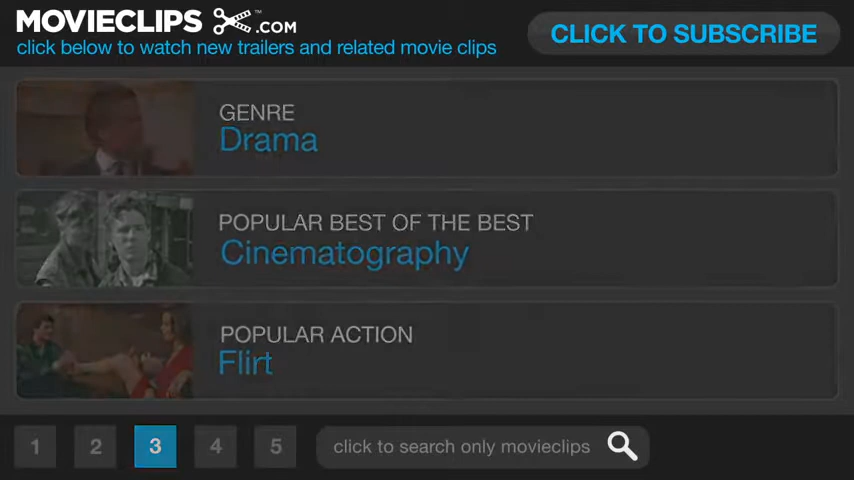 MOVIECLIPS .COM™
click below to watch new trailers and related movie clips
CLICK TO SUBSCRIBE
GENRE
Drama
POPULAR BEST OF THE BEST
Cinematography
POPULAR ACTION
Flirt
1 2 3 4 5
click to search only movieclips